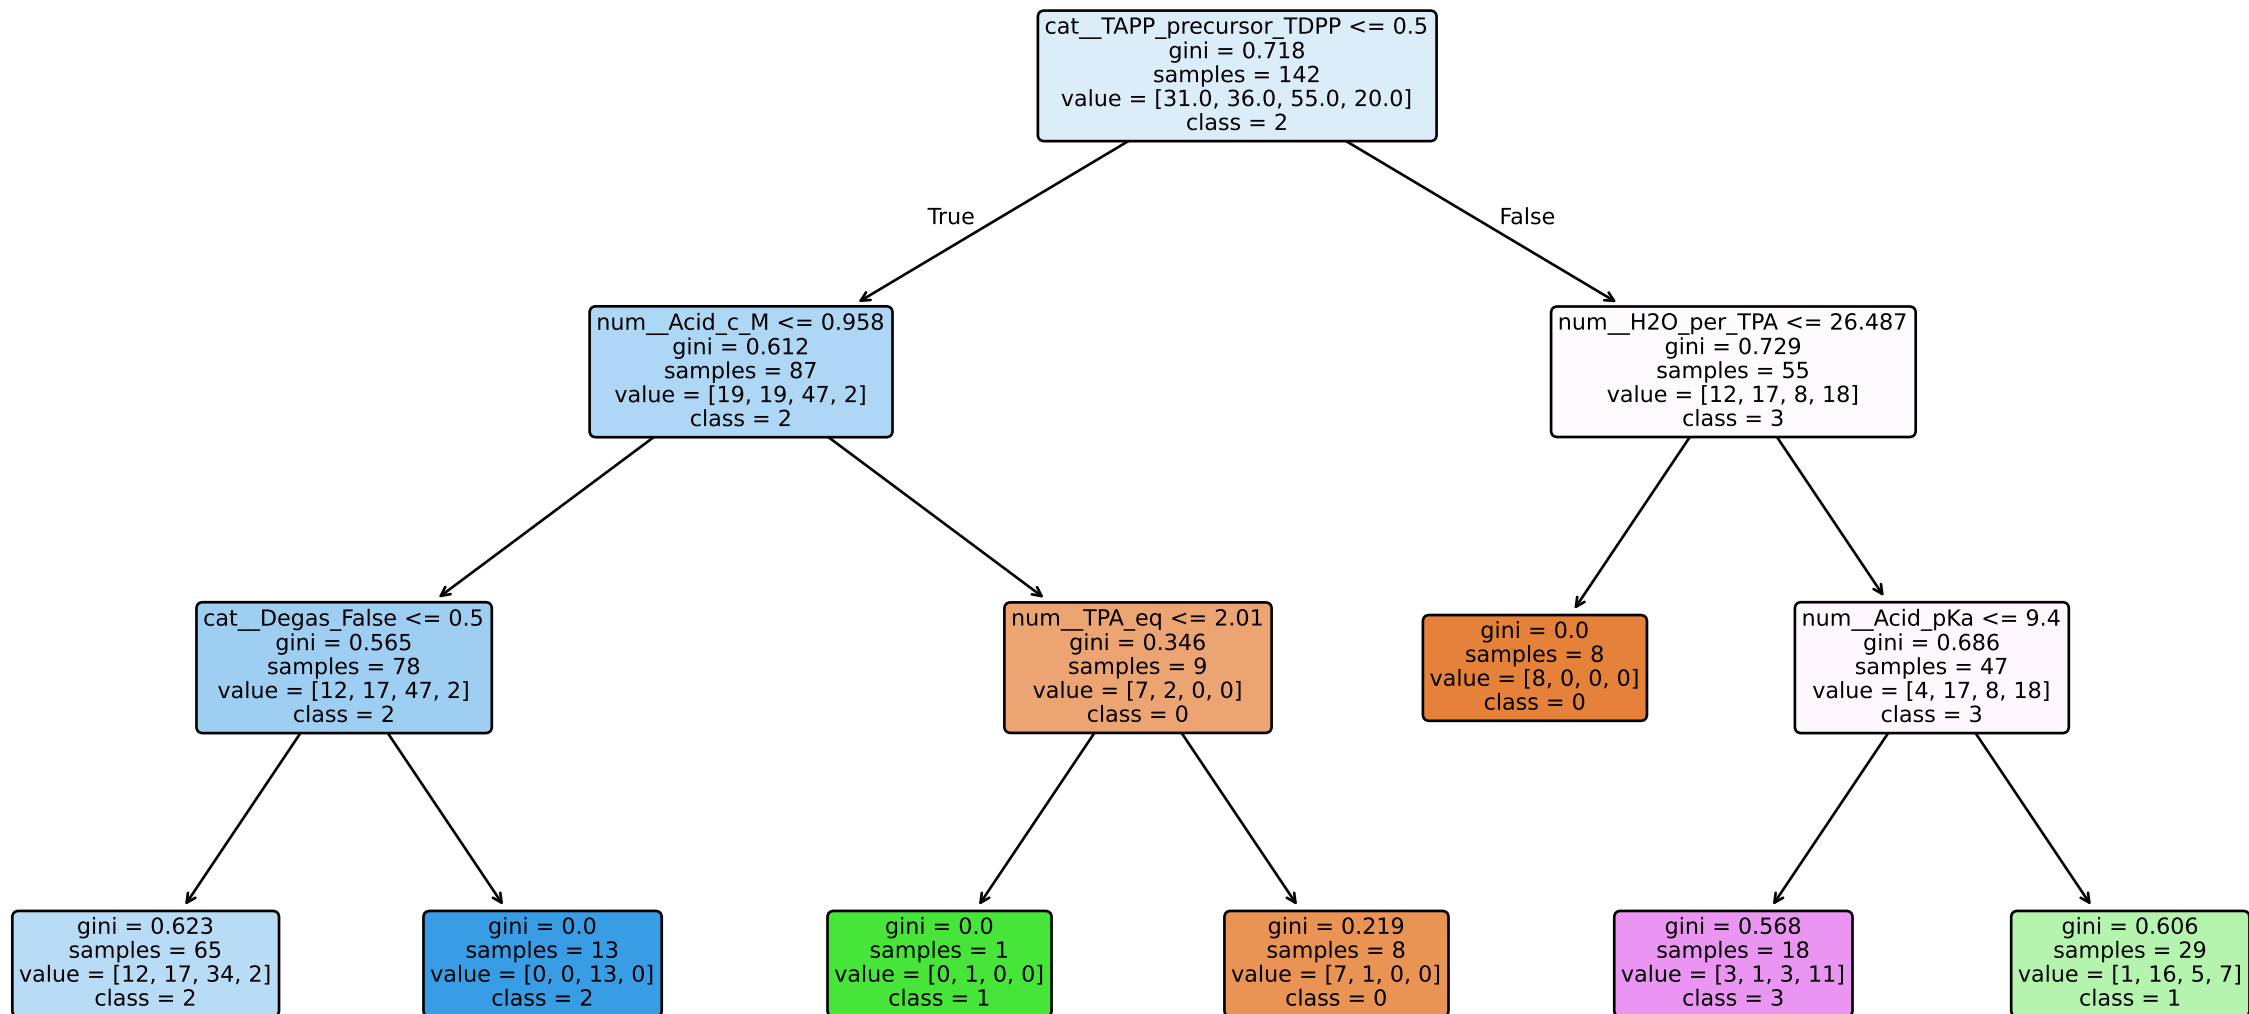 cat__TAPP_precursor_TDPP <= 0.5
gini = 0.718
samples = 142
value = [31.0, 36.0, 55.0, 20.0]
class = 2
True
False
num__Acid_c_M <= 0.958
gini = 0.612
samples = 87
value = [19, 19, 47, 2]
class = 2
num__H2O_per_TPA <= 26.487
gini = 0.729
samples = 55
value = [12, 17, 8, 18]
class = 3
cat__Degas_False <= 0.5
gini = 0.565
samples = 78
value = [12, 17, 47, 2]
class = 2
num__TPA_eq <= 2.01
gini = 0.346
samples = 9
value = [7, 2, 0, 0]
class = 0
gini = 0.0
samples = 8
value = [8, 0, 0, 0]
class = 0
num__Acid_pKa <= 9.4
gini = 0.686
samples = 47
value = [4, 17, 8, 18]
class = 3
gini = 0.623
samples = 65
value = [12, 17, 34, 2]
class = 2
gini = 0.0
samples = 13
value = [0, 0, 13, 0]
class = 2
gini = 0.0
samples = 1
value = [0, 1, 0, 0]
class = 1
gini = 0.219
samples = 8
value = [7, 1, 0, 0]
class = 0
gini = 0.568
samples = 18
value = [3, 1, 3, 11]
class = 3
gini = 0.606
samples = 29
value = [1, 16, 5, 7]
class = 1